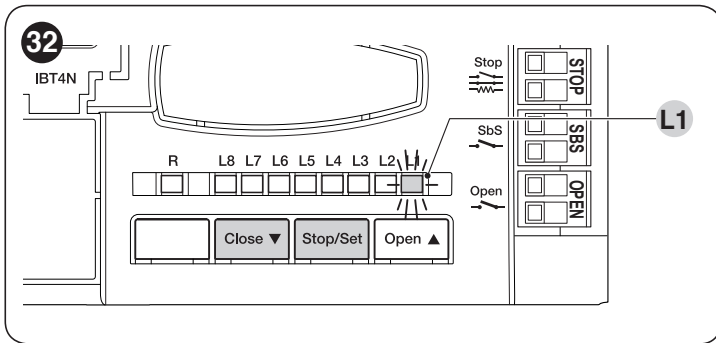 32
IBT4N
Stop
STOP
SbS
SBS
L1
Open
OPEN
R L8 L7 L6 L5 L4 L3 L2 L1
Close ▼ Stop/Set Open ▲